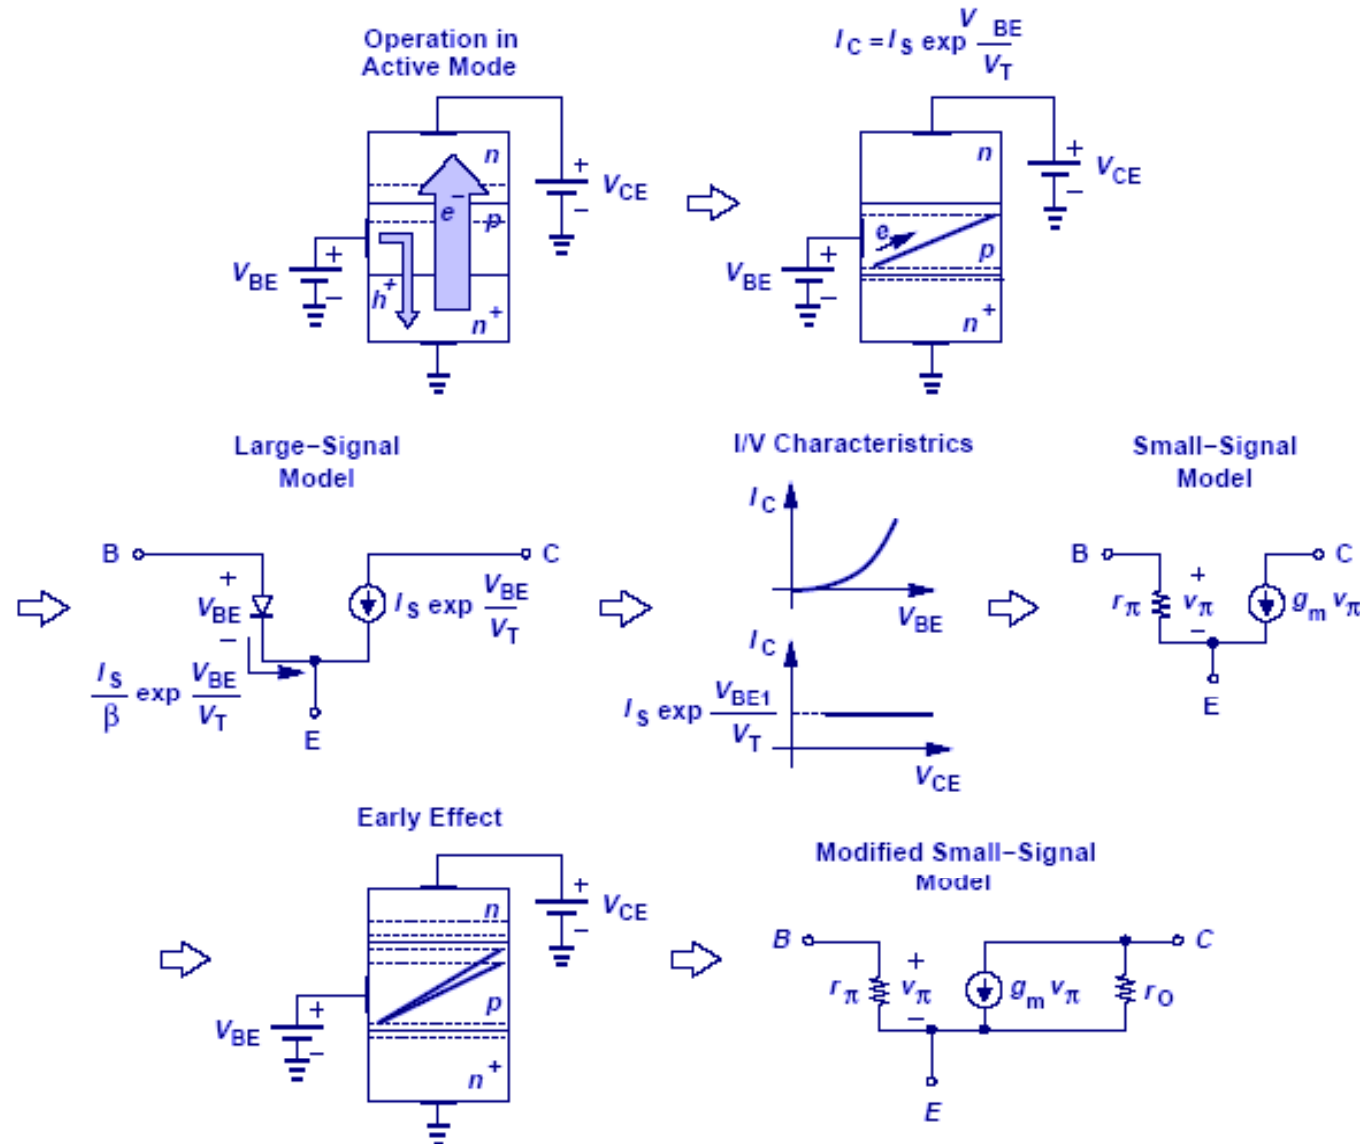 Operation in
Active Mode
n
e−
p
h+
n+
VBE
+
−
+
VCE
−
IC = IS exp VBE
VT
n
e
p
n+
VBE
+
−
+
VCE
−
Large–Signal
Model
B
+
VBE
−
IS exp VBE
VT
C
IS
β
exp VBE
VT
E
I/V Characteristrics
IC
VBE
IC
IS exp VBE1
VT
VCE
Small–Signal
Model
B
rπ
+
vπ
−
gm vπ
C
E
Early Effect
n
p
n+
VBE
+
−
+
VCE
−
Modified Small–Signal
Model
B
rπ
+
vπ
−
gm vπ
rO
C
E